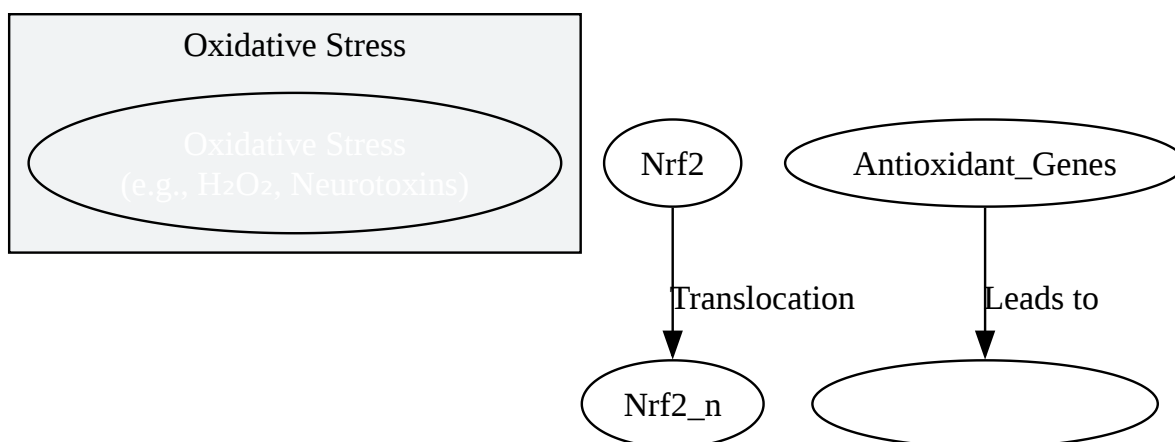 Oxidative Stress
Oxidative Stress
(e.g., H₂O₂, Neurotoxins)
Nrf2
Antioxidant_Genes
Translocation
Leads to
Nrf2_n